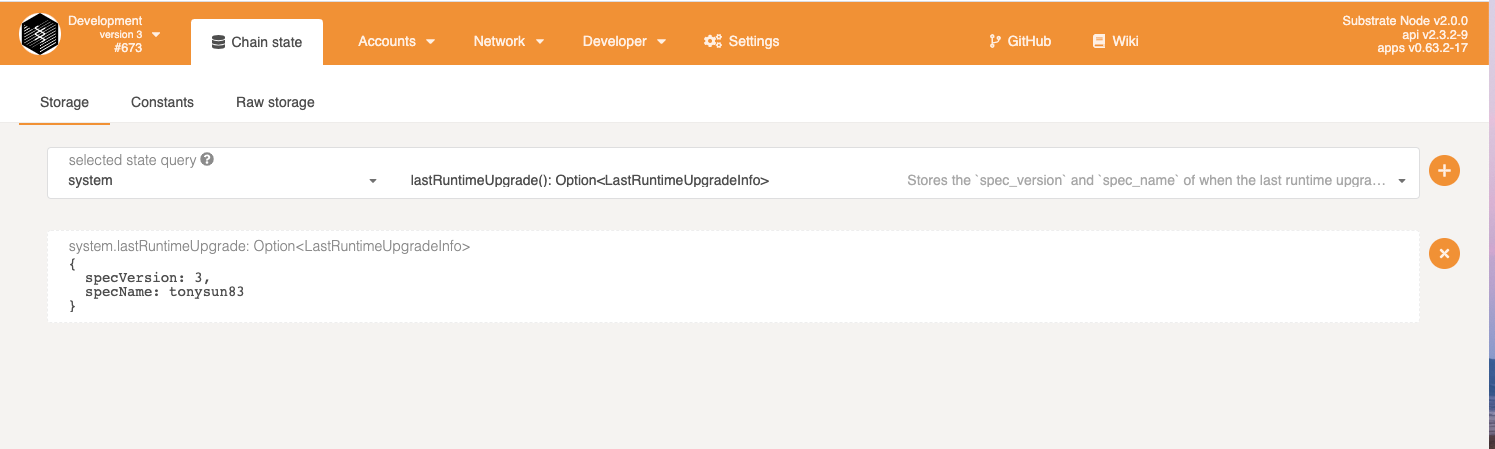 Development
version 3
#673
Chain state
Accounts
Network
Developer
Settings
GitHub
Wiki
Substrate Node v2.0.0
api v2.3.2-9
apps v0.63.2-17
Storage
Constants
Raw storage
selected state query
system
lastRuntimeUpgrade(): Option<LastRuntimeUpgradeInfo>
Stores the `spec_version` and `spec_name` of when the last runtime upgra…
system.lastRuntimeUpgrade: Option<LastRuntimeUpgradeInfo>
{
  specVersion: 3,
  specName: tonysun83
}